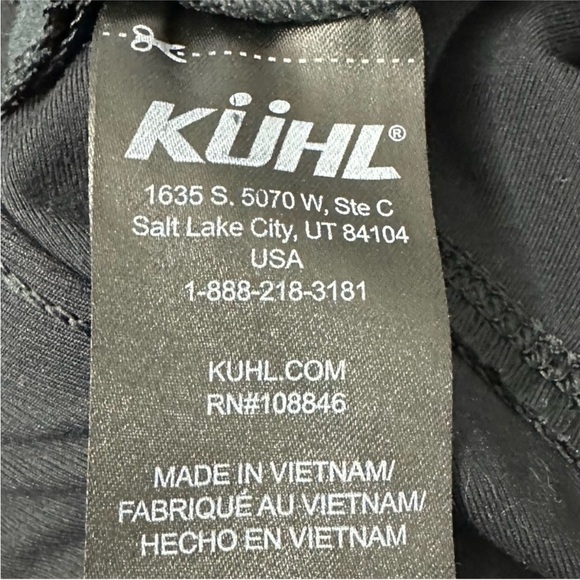 KÜHL®
1635 S. 5070 W, Ste C
Salt Lake City, UT 84104
USA
1-888-218-3181
KUHL.COM
RN#108846
MADE IN VIETNAM/
FABRIQUÉ AU VIETNAM/
HECHO EN VIETNAM